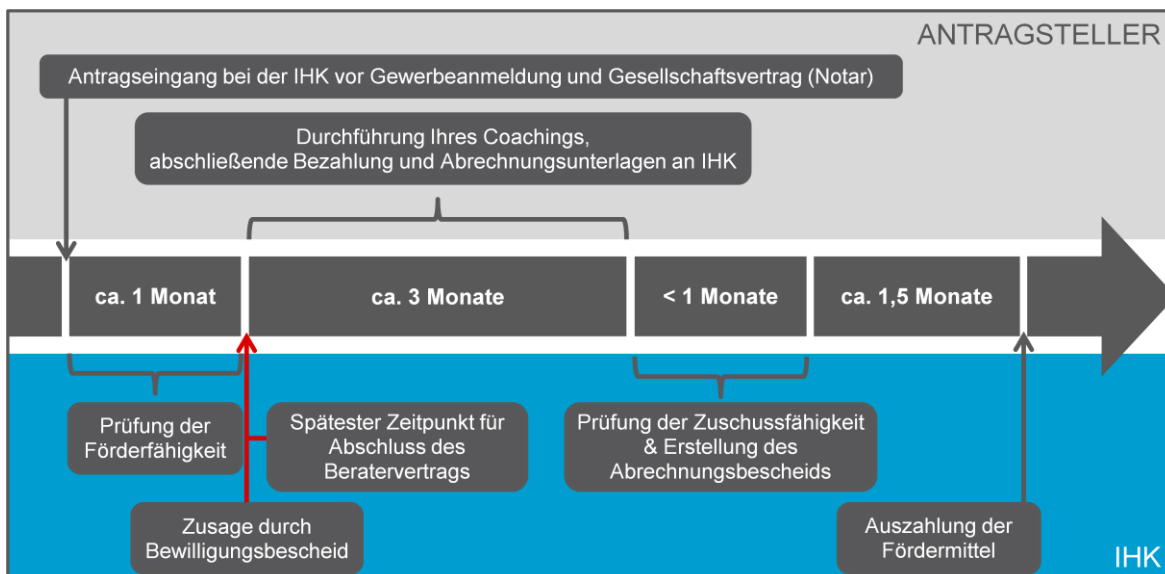 ANTRAGSTELLER
Antragseingang bei der IHK vor Gewerbeanmeldung und Gesellschaftsvertrag (Notar)
Durchführung Ihres Coachings,
abschließende Bezahlung und Abrechnungsunterlagen an IHK
ca. 1 Monat
ca. 3 Monate
< 1 Monate
ca. 1,5 Monate
Prüfung der
Förderfähigkeit
Spätester Zeitpunkt für
Abschluss des
Beratervertrags
Prüfung der Zuschussfähigkeit
& Erstellung des
Abrechnungsbescheids
Zusage durch
Bewilligungsbescheid
Auszahlung der
Fördermittel
IHK